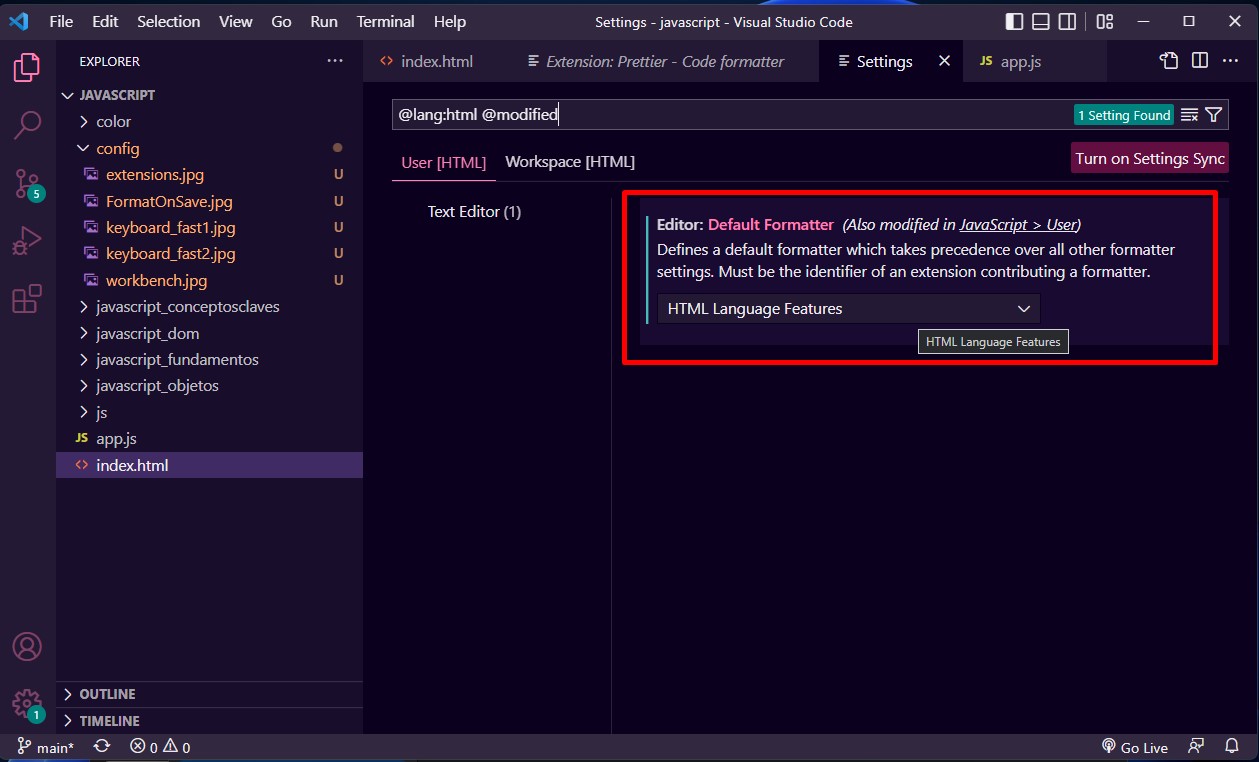 File Edit Selection View Go Run Terminal Help
Settings - javascript - Visual Studio Code
EXPLORER
JAVASCRIPT
color
config
extensions.jpg U
FormatOnSave.jpg U
keyboard_fast1.jpg U
keyboard_fast2.jpg U
workbench.jpg U
javascript_conceptosclaves
javascript_dom
javascript_fundamentos
javascript_objetos
js
JS app.js
index.html
OUTLINE
TIMELINE
5
1
index.html
Extension: Prettier - Code formatter
Settings
JS app.js
@lang:html @modified
1 Setting Found
User [HTML] Workspace [HTML]
Turn on Settings Sync
Text Editor (1)
Editor: Default Formatter (Also modified in JavaScript > User)
Defines a default formatter which takes precedence over all other formatter
settings. Must be the identifier of an extension contributing a formatter.
HTML Language Features
HTML Language Features
main* 0 0
Go Live